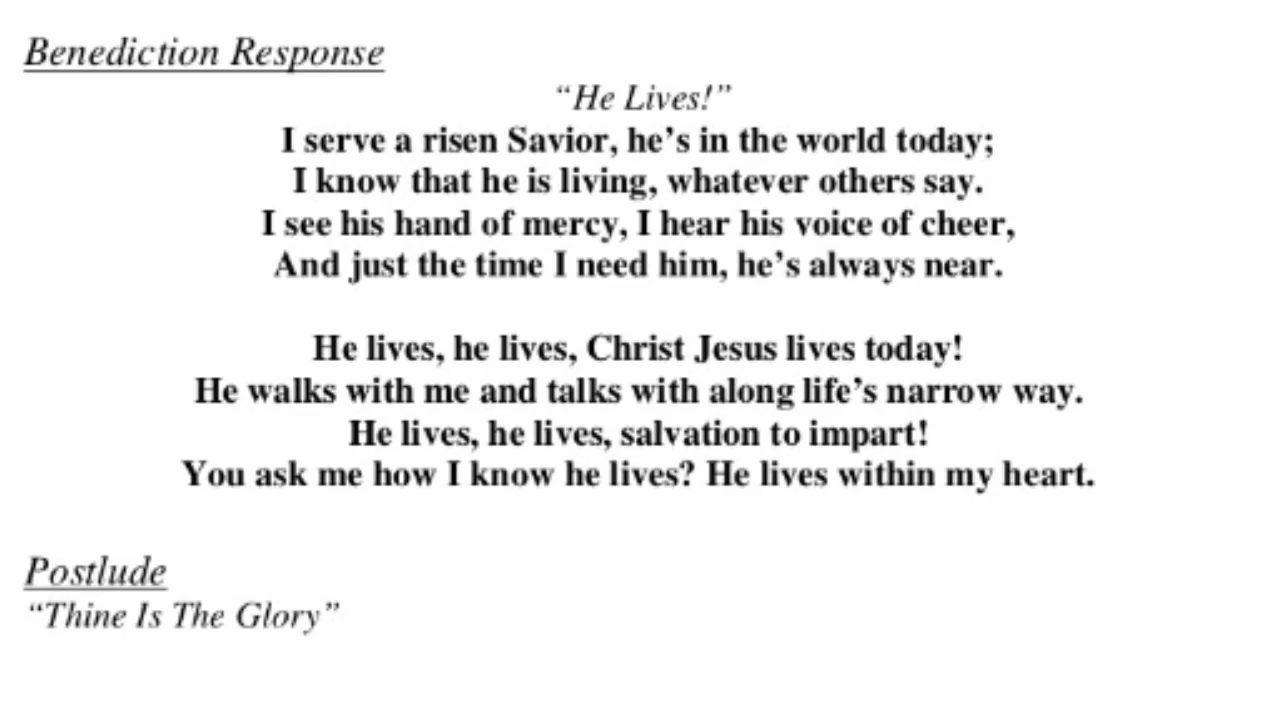 Benediction Response
“He Lives!”
I serve a risen Savior, he’s in the world today;
I know that he is living, whatever others say.
I see his hand of mercy, I hear his voice of cheer,
And just the time I need him, he’s always near.
He lives, he lives, Christ Jesus lives today!
He walks with me and talks with along life’s narrow way.
He lives, he lives, salvation to impart!
You ask me how I know he lives? He lives within my heart.
Postlude
“Thine Is The Glory”